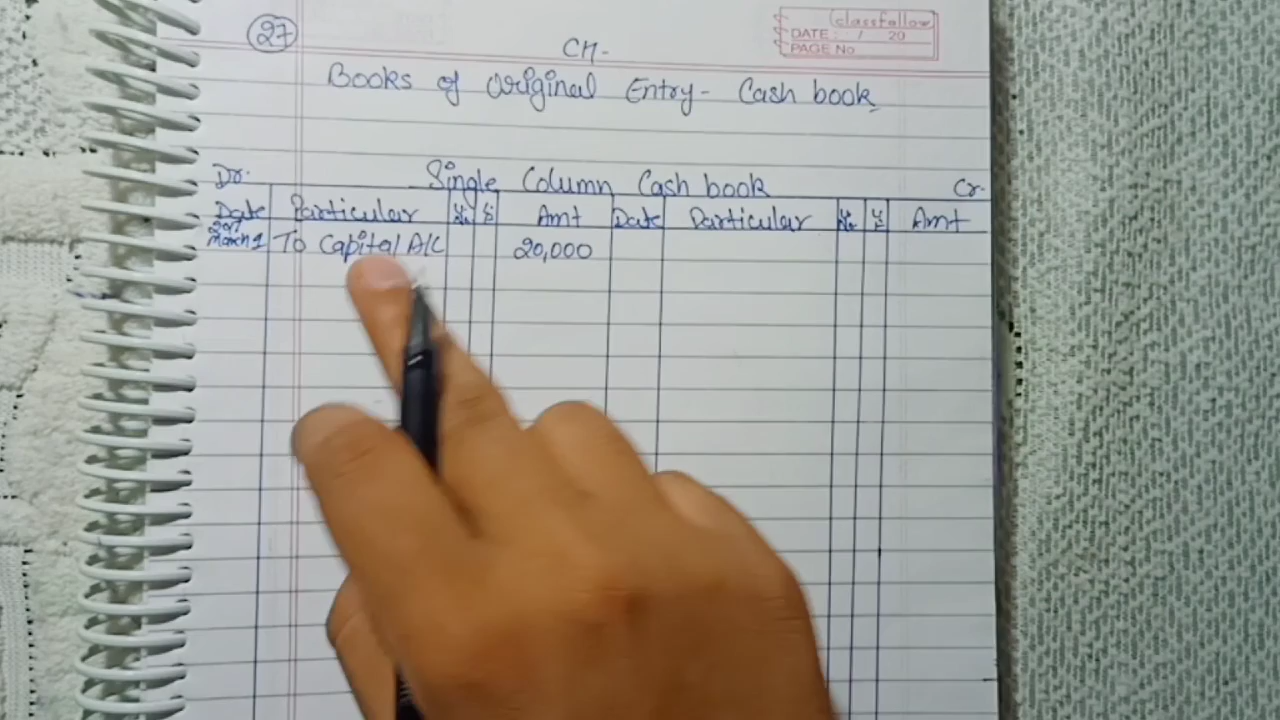 27
classfellow
DATE: / 20
PAGE No
CH-
Books of Original Entry- Cash book
Dr. Single Column Cash book Cr.
Date Particular Amt Date Particular Amt
March 1 To Capital A/C 20,000